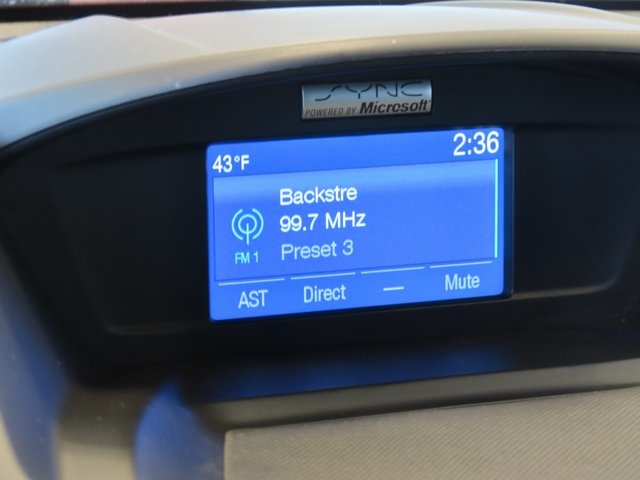 SYNC
POWERED BY Microsoft
43°F 2:36
Backstre
99.7 MHz
FM 1 Preset 3
AST Direct — Mute